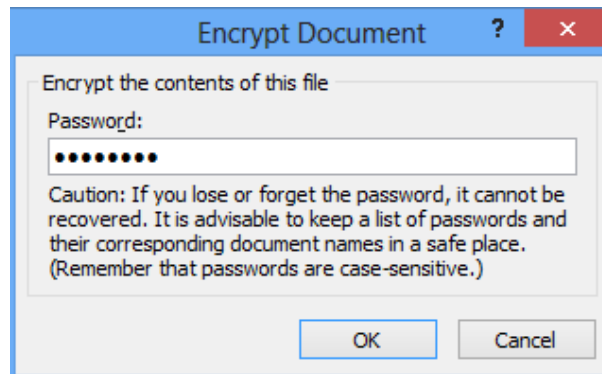 Encrypt Document ?
Encrypt the contents of this file
Password:
••••••••
Caution: If you lose or forget the password, it cannot be
recovered. It is advisable to keep a list of passwords and
their corresponding document names in a safe place.
(Remember that passwords are case-sensitive.)
OK Cancel